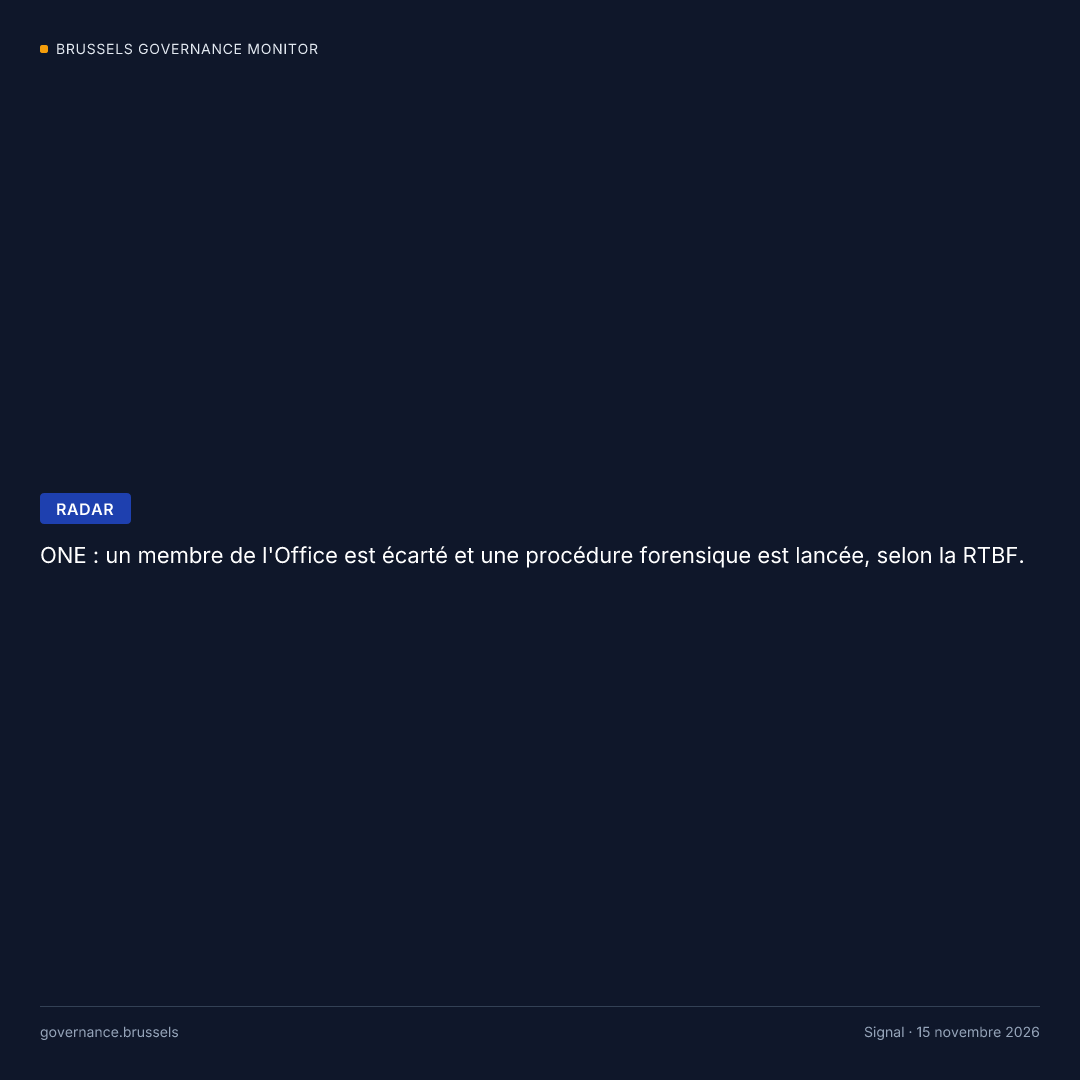 BRUSSELS GOVERNANCE MONITOR
RADAR
ONE : un membre de l'Office est écarté et une procédure forensique est lancée, selon la RTBF.
governance.brussels
Signal · 15 novembre 2026